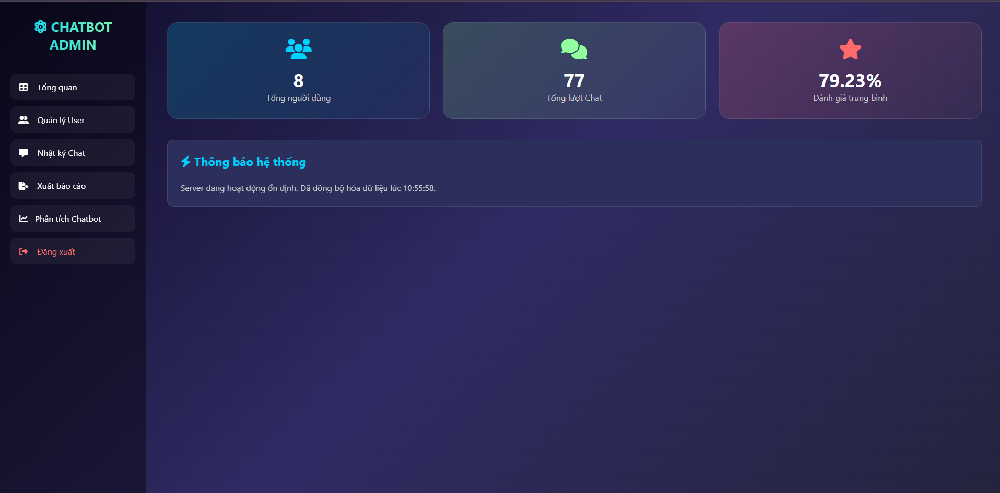 CHATBOT
ADMIN
Tổng quan
Quản lý User
Nhật ký Chat
Xuất báo cáo
Phân tích Chatbot
Đăng xuất
8
Tổng người dùng
77
Tổng lượt Chat
79.23%
Đánh giá trung bình
Thông báo hệ thống
Server đang hoạt động ổn định. Đã đồng bộ hóa dữ liệu lúc 10:55:58.